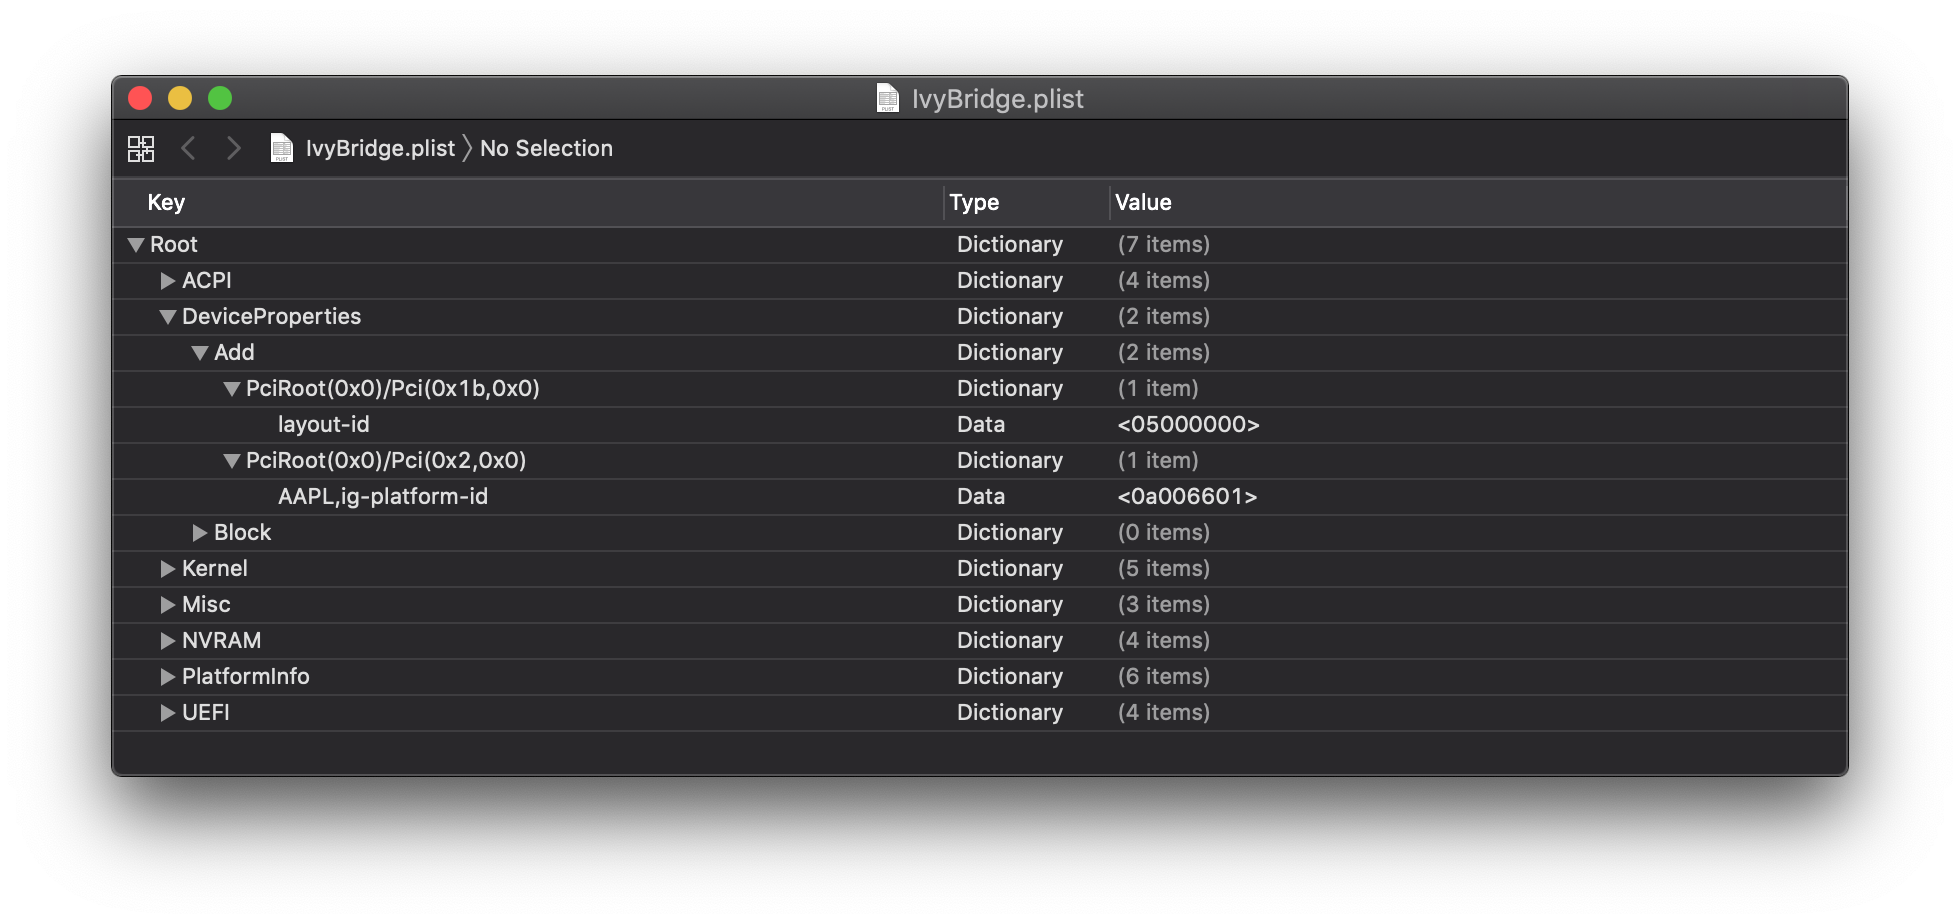 IvyBridge.plist
IvyBridge.plist 〉 No Selection
Key Type Value
Root Dictionary (7 items)
ACPI Dictionary (4 items)
DeviceProperties Dictionary (2 items)
Add Dictionary (2 items)
PciRoot(0x0)/Pci(0x1b,0x0) Dictionary (1 item)
layout-id Data <05000000>
PciRoot(0x0)/Pci(0x2,0x0) Dictionary (1 item)
AAPL,ig-platform-id Data <0a006601>
Block Dictionary (0 items)
Kernel Dictionary (5 items)
Misc Dictionary (3 items)
NVRAM Dictionary (4 items)
PlatformInfo Dictionary (6 items)
UEFI Dictionary (4 items)